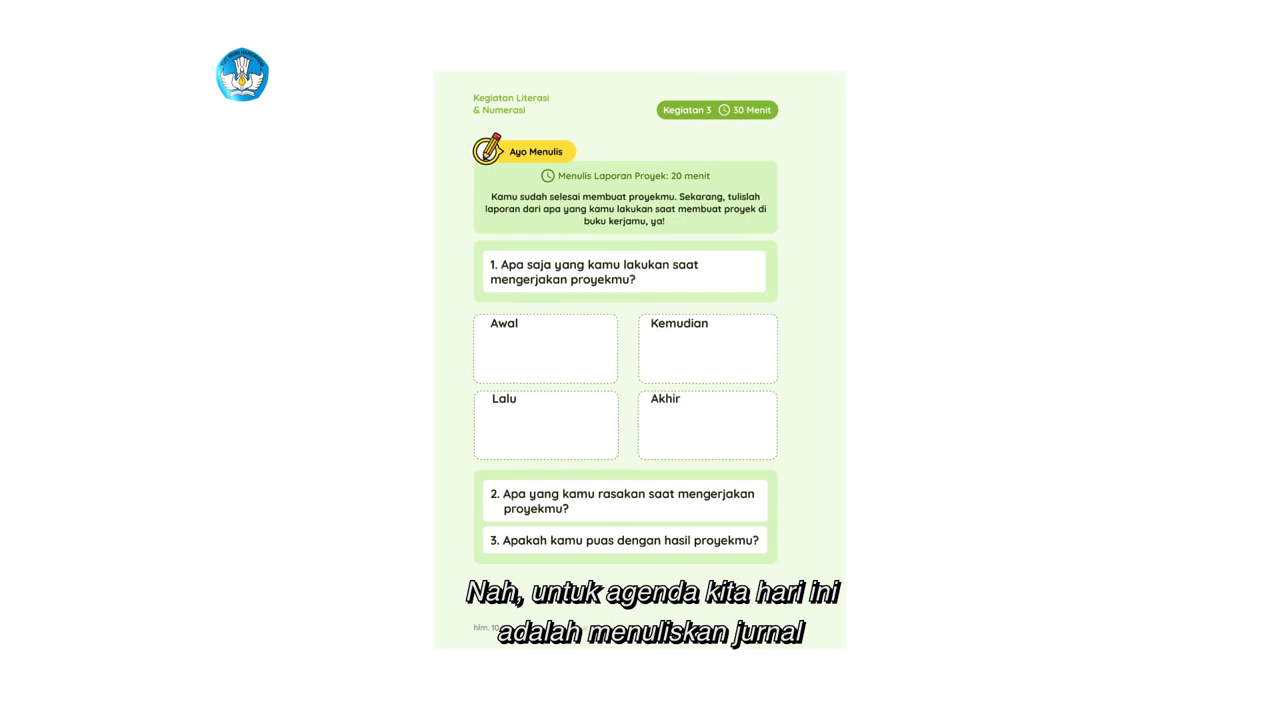 Kegiatan Literasi
& Numerasi
Kegiatan 3 30 Menit
Ayo Menulis
Menulis Laporan Proyek: 20 menit
Kamu sudah selesai membuat proyekmu. Sekarang, tulislah
laporan dari apa yang kamu lakukan saat membuat proyek di
buku kerjamu, ya!
1. Apa saja yang kamu lakukan saat
mengerjakan proyekmu?
Awal
Kemudian
Lalu
Akhir
2. Apa yang kamu rasakan saat mengerjakan
proyekmu?
3. Apakah kamu puas dengan hasil proyekmu?
Nah, untuk agenda kita hari ini
adalah menuliskan jurnal
hlm. 10